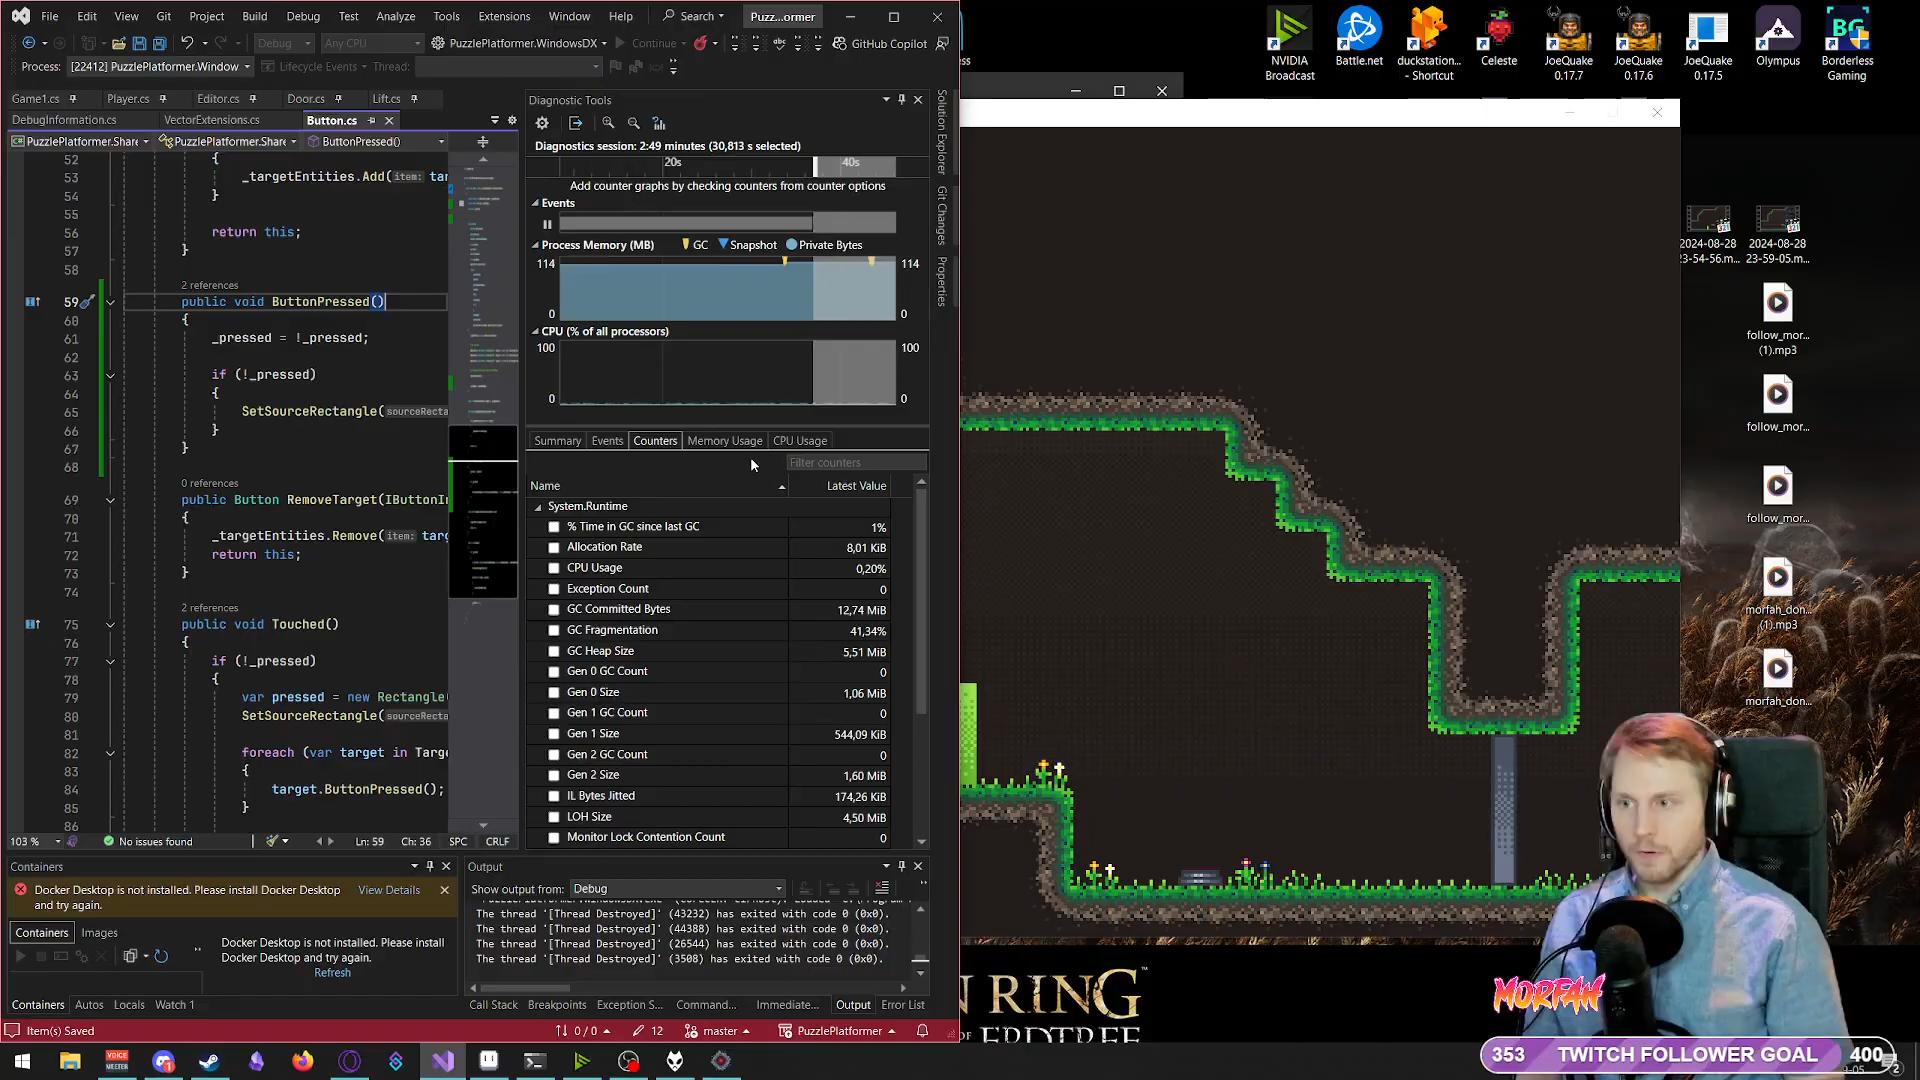 File Edit View Git Project Build Debug Test Analyze Tools Extensions Window Help Search Puzz...ormer
Debug Any CPU PuzzlePlatformer.WindowsDX Continue GitHub Copilot
Process: [22412] PuzzlePlatformer.Window Lifecycle Events Thread:
Game1.cs Player.cs Editor.cs Door.cs Lift.cs
DebugInformation.cs VectorExtensions.cs Button.cs
PuzzlePlatformer.Share PuzzlePlatformer.Share ButtonPressed()
52 {
53 _targetEntities.Add(item: tar
54 }
55
56 return this;
57 }
58
2 references
59 public void ButtonPressed()
60 {
61 _pressed = !_pressed;
62
63 if (!_pressed)
64 {
65 SetSourceRectangle(sourceRecta
66 }
67 }
68
0 references
69 public Button RemoveTarget(IButtonIn
70 {
71 _targetEntities.Remove(item: targ
72 return this;
73 }
74
2 references
75 public void Touched()
76 {
77 if (!_pressed)
78 {
79 var pressed = new Rectangle(
80 SetSourceRectangle(sourceRecta
81
82 foreach (var target in Targe
83 {
84 target.ButtonPressed();
85 }
86
103 % No issues found Ln: 59 Ch: 36 SPC CRLF
Diagnostic Tools
Diagnostics session: 2:49 minutes (30,813 s selected)
20s 40s
Add counter graphs by checking counters from counter options
Events
Process Memory (MB) GC Snapshot Private Bytes
114 114
0 0
CPU (% of all processors)
100 100
0 0
Summary Events Counters Memory Usage CPU Usage
Filter counters
Name Latest Value
System.Runtime
% Time in GC since last GC 1%
Allocation Rate 8,01 KiB
CPU Usage 0,20%
Exception Count 0
GC Committed Bytes 12,74 MiB
GC Fragmentation 41,34%
GC Heap Size 5,51 MiB
Gen 0 GC Count 0
Gen 0 Size 1,06 MiB
Gen 1 GC Count 0
Gen 1 Size 544,09 KiB
Gen 2 GC Count 0
Gen 2 Size 1,60 MiB
IL Bytes Jitted 174,26 KiB
LOH Size 4,50 MiB
Monitor Lock Contention Count 0
Solution Explorer
Git Changes
Properties
Containers
Docker Desktop is not installed. Please install Docker Desktop and try again. View Details
Containers Images
Docker Desktop is not installed. Please install Docker Desktop and try again.
Refresh
Containers Autos Locals Watch 1
Output
Show output from: Debug
The thread '[Thread Destroyed]' (43232) has exited with code 0 (0x0).
The thread '[Thread Destroyed]' (44388) has exited with code 0 (0x0).
The thread '[Thread Destroyed]' (26544) has exited with code 0 (0x0).
The thread '[Thread Destroyed]' (3508) has exited with code 0 (0x0).
Call Stack Breakpoints Exception S... Command... Immediate... Output Error List
Item(s) Saved 0 / 0 12 master PuzzlePlatformer
NVIDIA Broadcast
Battle.net
duckstation... - Shortcut
Celeste
JoeQuake 0.17.7
JoeQuake 0.17.6
JoeQuake 0.17.5
Olympus
BG
Borderless Gaming
2024-08-28 23-54-56.m...
2024-08-28 23-59-05.m...
follow_mor... (1).mp3
follow_mor...
follow_mor...
morfah_don... (1).mp3
morfah_don...
N RING™
OF ERDTREE
MORFAH
VOICE MEETER
353 TWITCH FOLLOWER GOAL 400